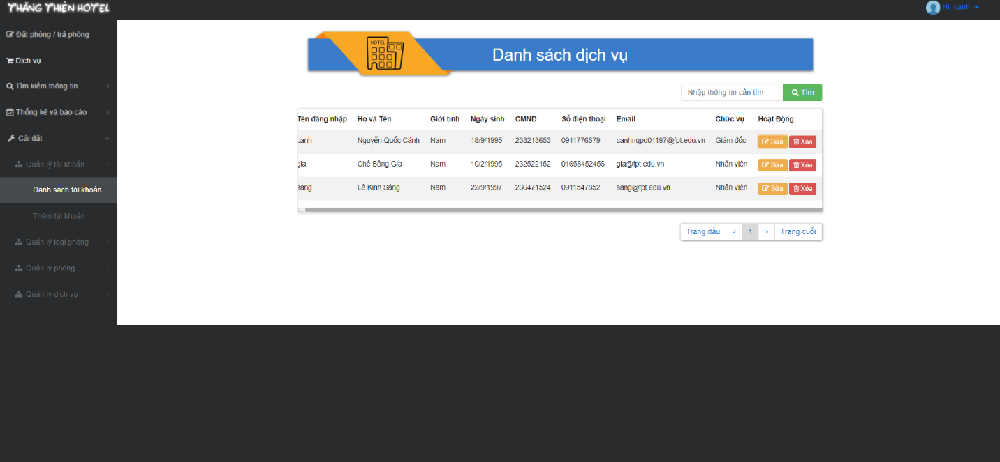 THĂNG THIÊN HOTEL
Hi, canh
Đặt phòng / trả phòng
Dịch vụ
Tìm kiếm thông tin
Thống kê và báo cáo
Cài đặt
Quản lý tài khoản
Danh sách tài khoản
Thêm tài khoản
Quản lý loại phòng
Quản lý phòng
Quản lý dịch vụ
HOTEL
Danh sách dịch vụ
Nhập thông tin cần tìm Tìm
Tên đăng nhập Họ và Tên Giới tính Ngày sinh CMND Số điện thoại Email Chức vụ Hoạt Động
canh Nguyễn Quốc Cảnh Nam 18/9/1995 233213653 0911776579 canhnqpd01197@fpt.edu.vn Giám đốc Sửa Xóa
gia Chế Bồng Gia Nam 10/2/1995 232522152 01658452456 gia@fpt.edu.vn Nhân viên Sửa Xóa
sang Lê Kinh Sáng Nam 22/9/1997 236471524 0911547852 sang@fpt.edu.vn Nhân viên Sửa Xóa
Trang đầu < 1 > Trang cuối